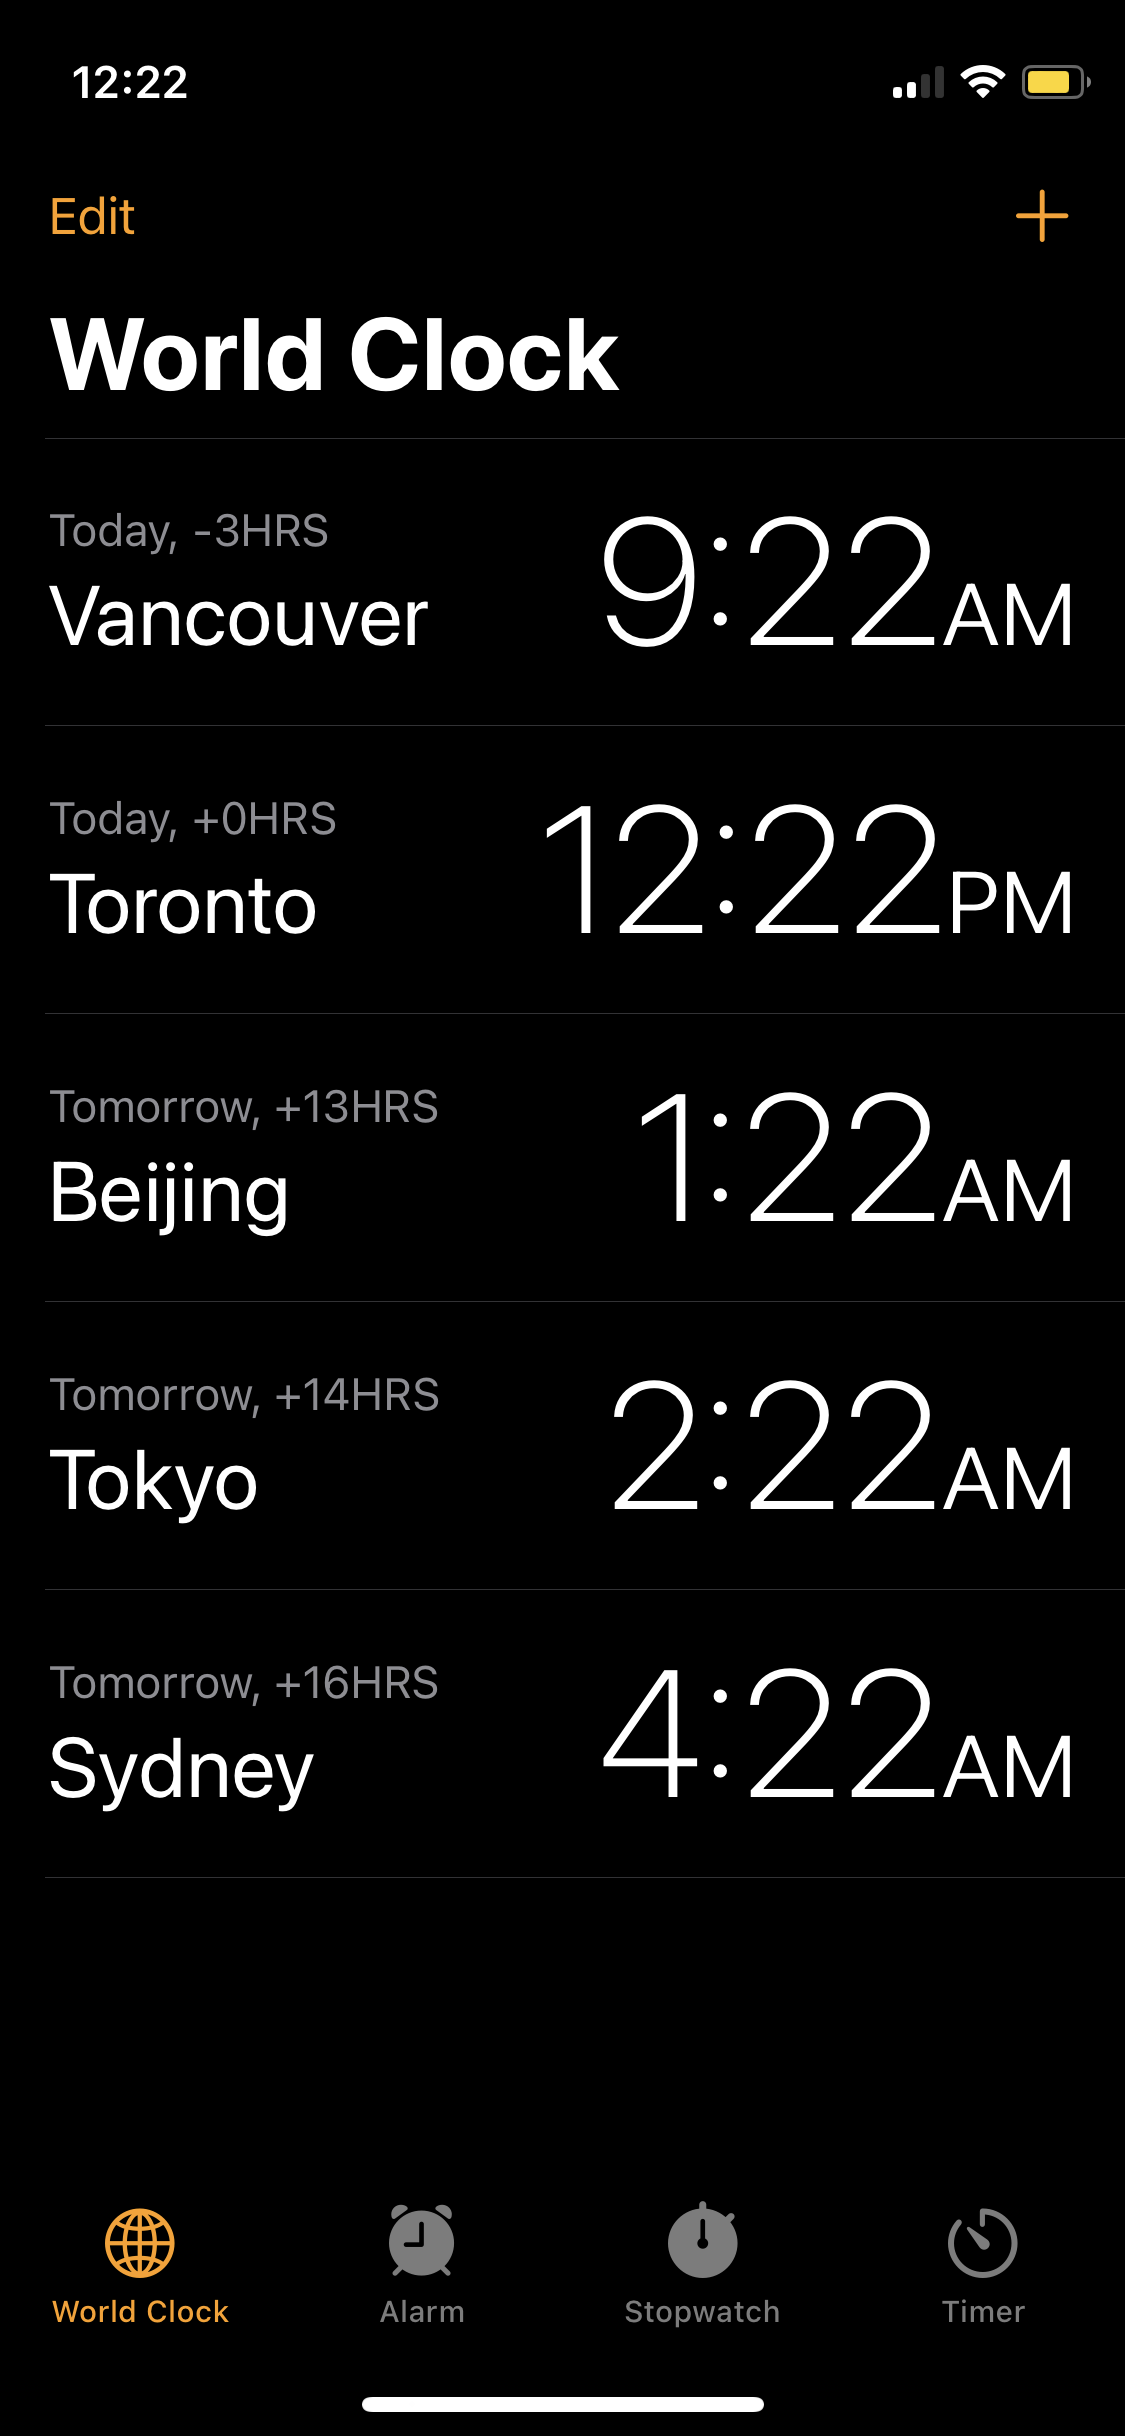 12:22
Edit
World Clock
Today, -3HRS
Vancouver 9:22AM
Today, +0HRS
Toronto 12:22PM
Tomorrow, +13HRS
Beijing 1:22AM
Tomorrow, +14HRS
Tokyo 2:22AM
Tomorrow, +16HRS
Sydney 4:22AM
World Clock Alarm Stopwatch Timer